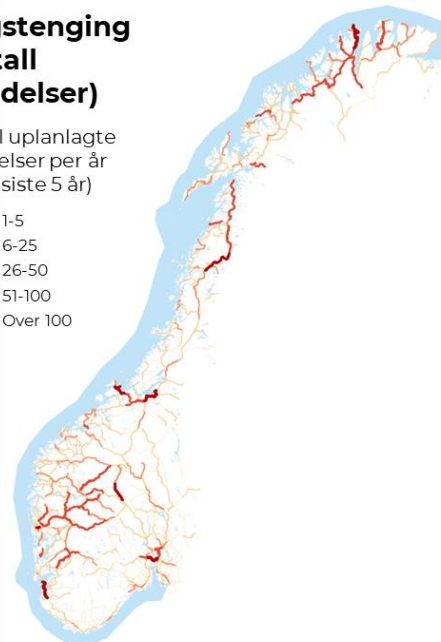 gstenging
tall
delser)
l uplanlagte
elser per år
siste 5 år)
1-5
6-25
26-50
51-100
Over 100